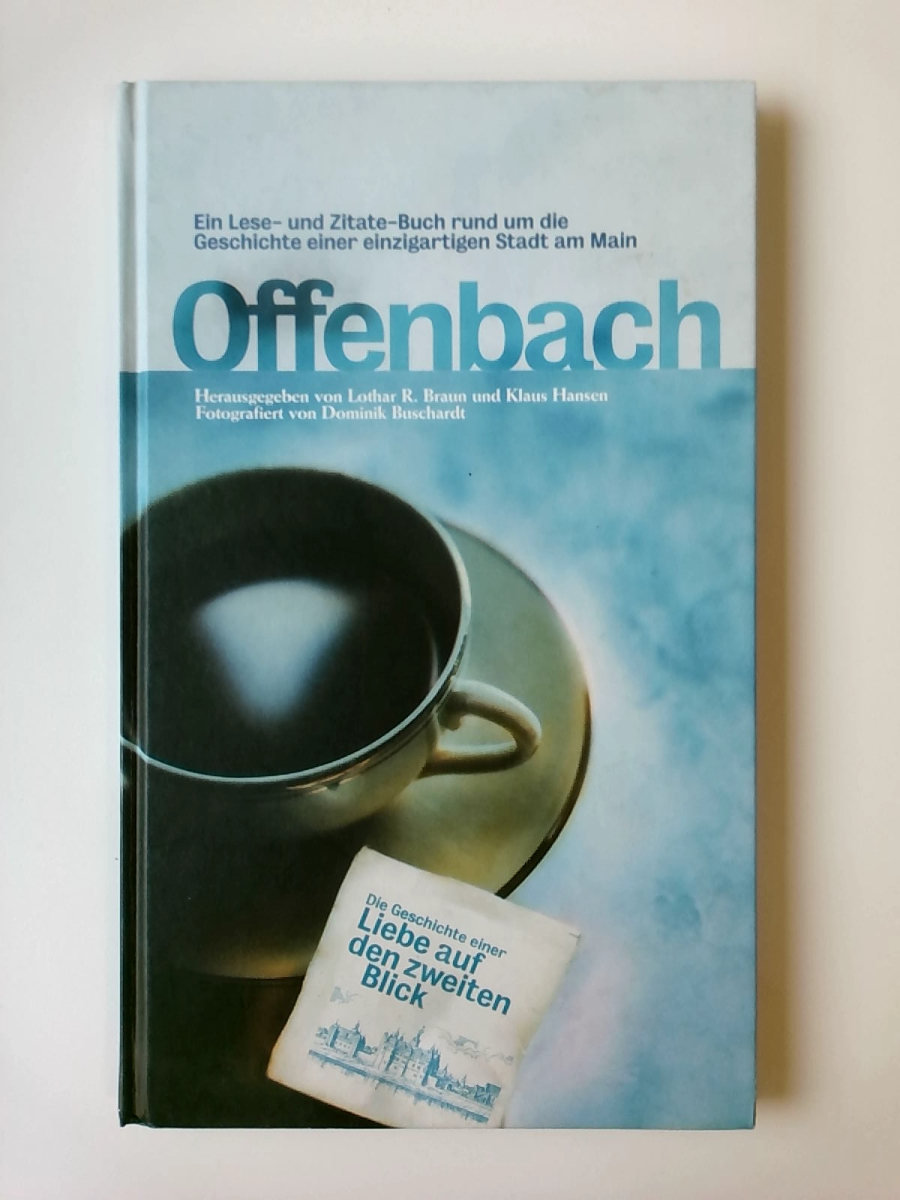 Ein Lese- und Zitate-Buch rund um die
Geschichte einer einzigartigen Stadt am Main
Offenbach
Herausgegeben von Lothar R. Braun und Klaus Hansen
Fotografiert von Dominik Buschardt
Die Geschichte einer
Liebe auf
den zweiten
Blick